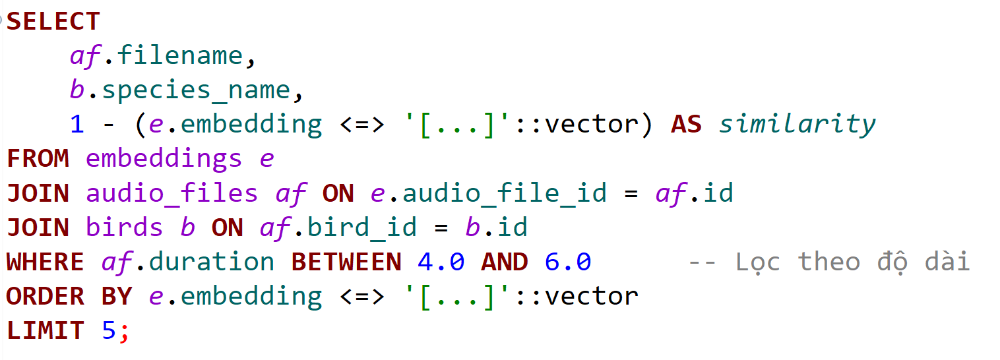 SELECT
    af.filename,
    b.species_name,
    1 - (e.embedding <=> '[...]'::vector) AS similarity
FROM embeddings e
JOIN audio_files af ON e.audio_file_id = af.id
JOIN birds b ON af.bird_id = b.id
WHERE af.duration BETWEEN 4.0 AND 6.0      -- Lọc theo độ dài
ORDER BY e.embedding <=> '[...]'::vector
LIMIT 5;